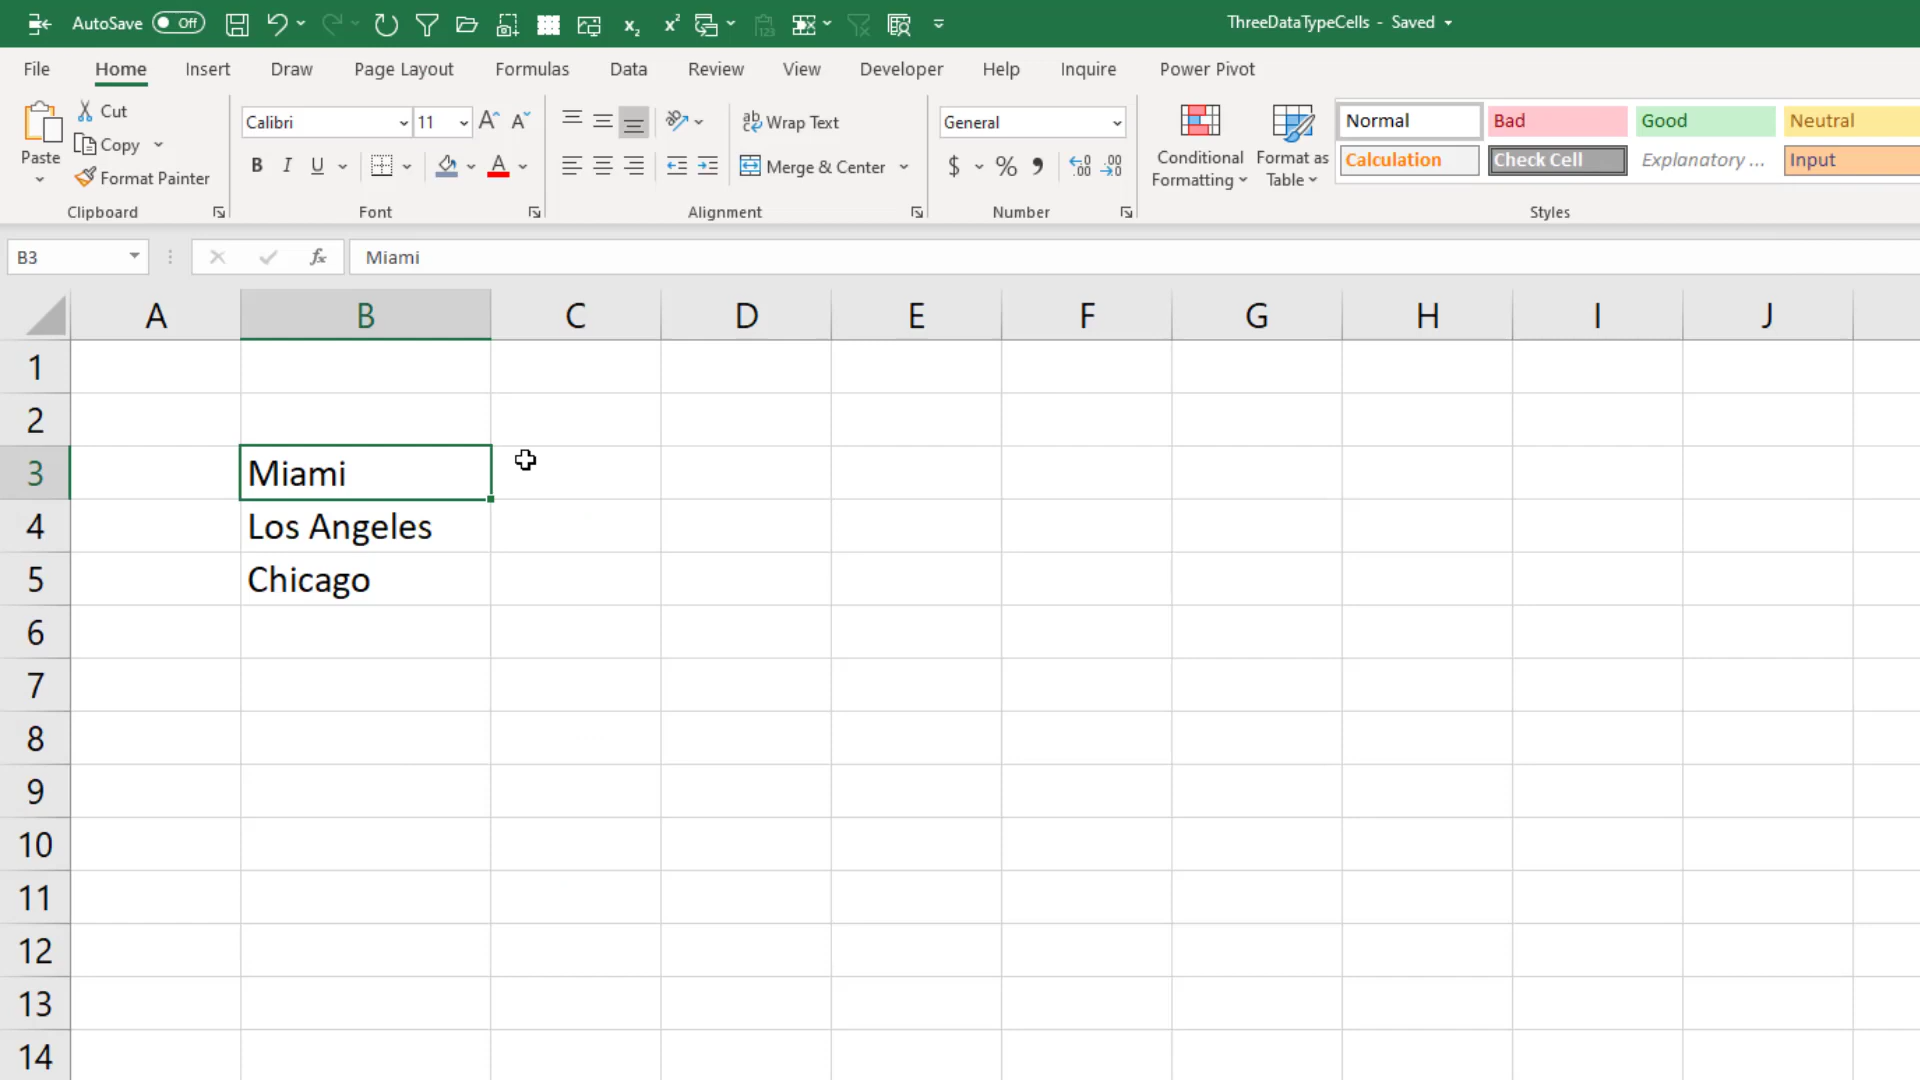 AutoSave Off ThreeDataTypeCells - Saved
File Home Insert Draw Page Layout Formulas Data Review View Developer Help Inquire Power Pivot
Paste
Cut
Copy
Format Painter
Clipboard
Calibri 11
B I U A
Font
Wrap Text
Merge & Center
Alignment
General
$ % 9
Number
Conditional Formatting
Format as Table
Normal Bad Good Neutral
Calculation Check Cell Explanatory ... Input
Styles
B3 fx Miami
A B C D E F G H I J
1
2
3 Miami
4 Los Angeles
5 Chicago
6
7
8
9
10
11
12
13
14